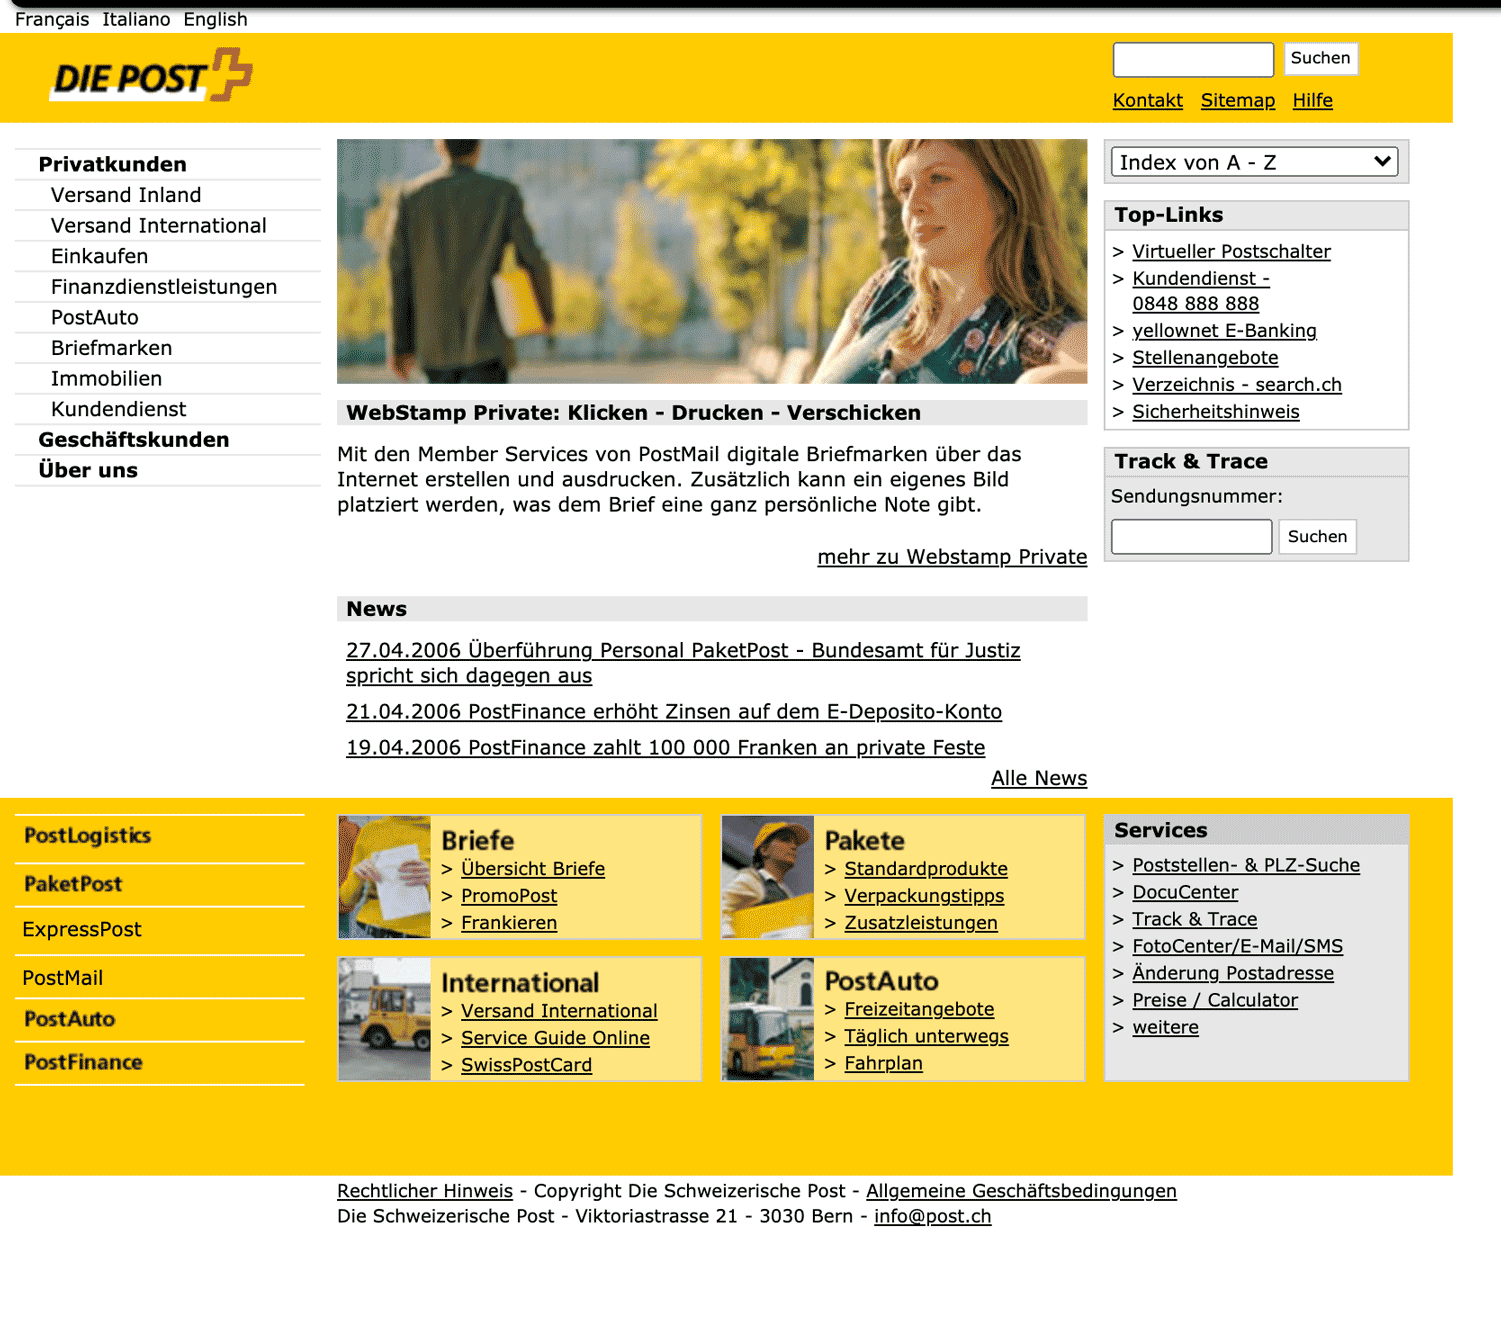 Français Italiano English
DIE POST
Suchen
Kontakt Sitemap Hilfe
Privatkunden
Versand Inland
Versand International
Einkaufen
Finanzdienstleistungen
PostAuto
Briefmarken
Immobilien
Kundendienst
Geschäftskunden
Über uns
WebStamp Private: Klicken - Drucken - Verschicken
Mit den Member Services von PostMail digitale Briefmarken über das
Internet erstellen und ausdrucken. Zusätzlich kann ein eigenes Bild
platziert werden, was dem Brief eine ganz persönliche Note gibt.
mehr zu Webstamp Private
News
27.04.2006 Überführung Personal PaketPost - Bundesamt für Justiz
spricht sich dagegen aus
21.04.2006 PostFinance erhöht Zinsen auf dem E-Deposito-Konto
19.04.2006 PostFinance zahlt 100 000 Franken an private Feste
Alle News
Index von A - Z
Top-Links
> Virtueller Postschalter
> Kundendienst -
0848 888 888
> yellownet E-Banking
> Stellenangebote
> Verzeichnis - search.ch
> Sicherheitshinweis
Track & Trace
Sendungsnummer:
Suchen
PostLogistics
PaketPost
ExpressPost
PostMail
PostAuto
PostFinance
Briefe
> Übersicht Briefe
> PromoPost
> Frankieren
Pakete
> Standardprodukte
> Verpackungstipps
> Zusatzleistungen
International
> Versand International
> Service Guide Online
> SwissPostCard
PostAuto
> Freizeitangebote
> Täglich unterwegs
> Fahrplan
Services
> Poststellen- & PLZ-Suche
> DocuCenter
> Track & Trace
> FotoCenter/E-Mail/SMS
> Änderung Postadresse
> Preise / Calculator
> weitere
Rechtlicher Hinweis - Copyright Die Schweizerische Post - Allgemeine Geschäftsbedingungen
Die Schweizerische Post - Viktoriastrasse 21 - 3030 Bern - info@post.ch